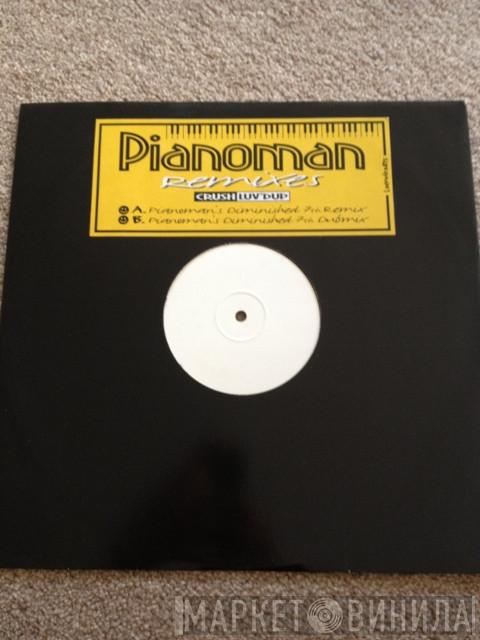 Pianoman
Remixes
CRUSH LUV'DUP
A. Pianoman's Diminished 7th Remix
B. Pianoman's Diminished 7th Dubmix
МАРКЕТ ВИНИЛА